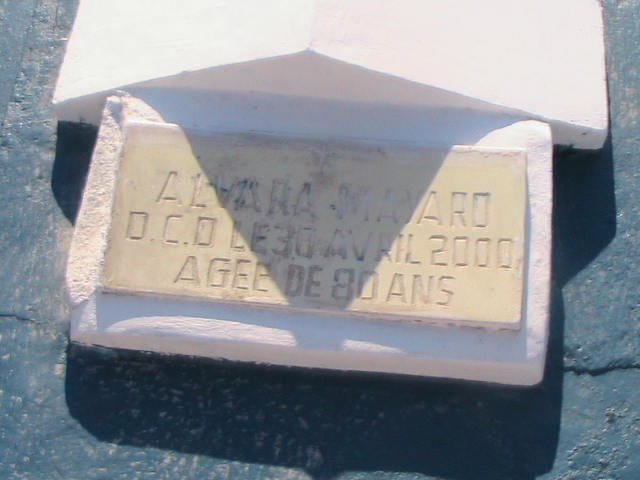 ALVARA MAYARD
D.C.D LE 30 AVRIL 2000
AGEE DE 80 ANS